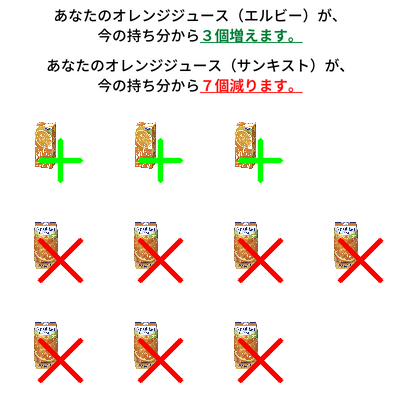 あなたのオレンジジュース（エルビー）が、
今の持ち分から３個増えます。
あなたのオレンジジュース（サンキスト）が、
今の持ち分から７個減ります。